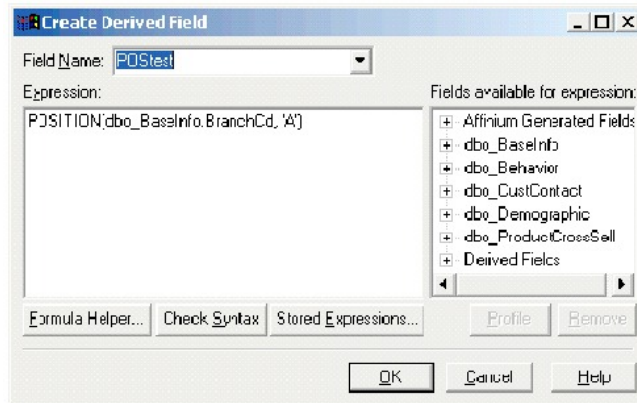 Create Derived Field
Field Name: POStest
Expression:
Fields available for expression:
POSITION(dbo_BaseInfo.BranchCd, 'A')
Affinium Generated Fields
dbo_BaseInfo
dbo_Behavior
dbo_CustContact
dbo_Demographic
dbo_ProductCrossSell
Derived Fields
Formula Helper...
Check Syntax
Stored Expressions...
Profile
Remove
OK
Cancel
Help